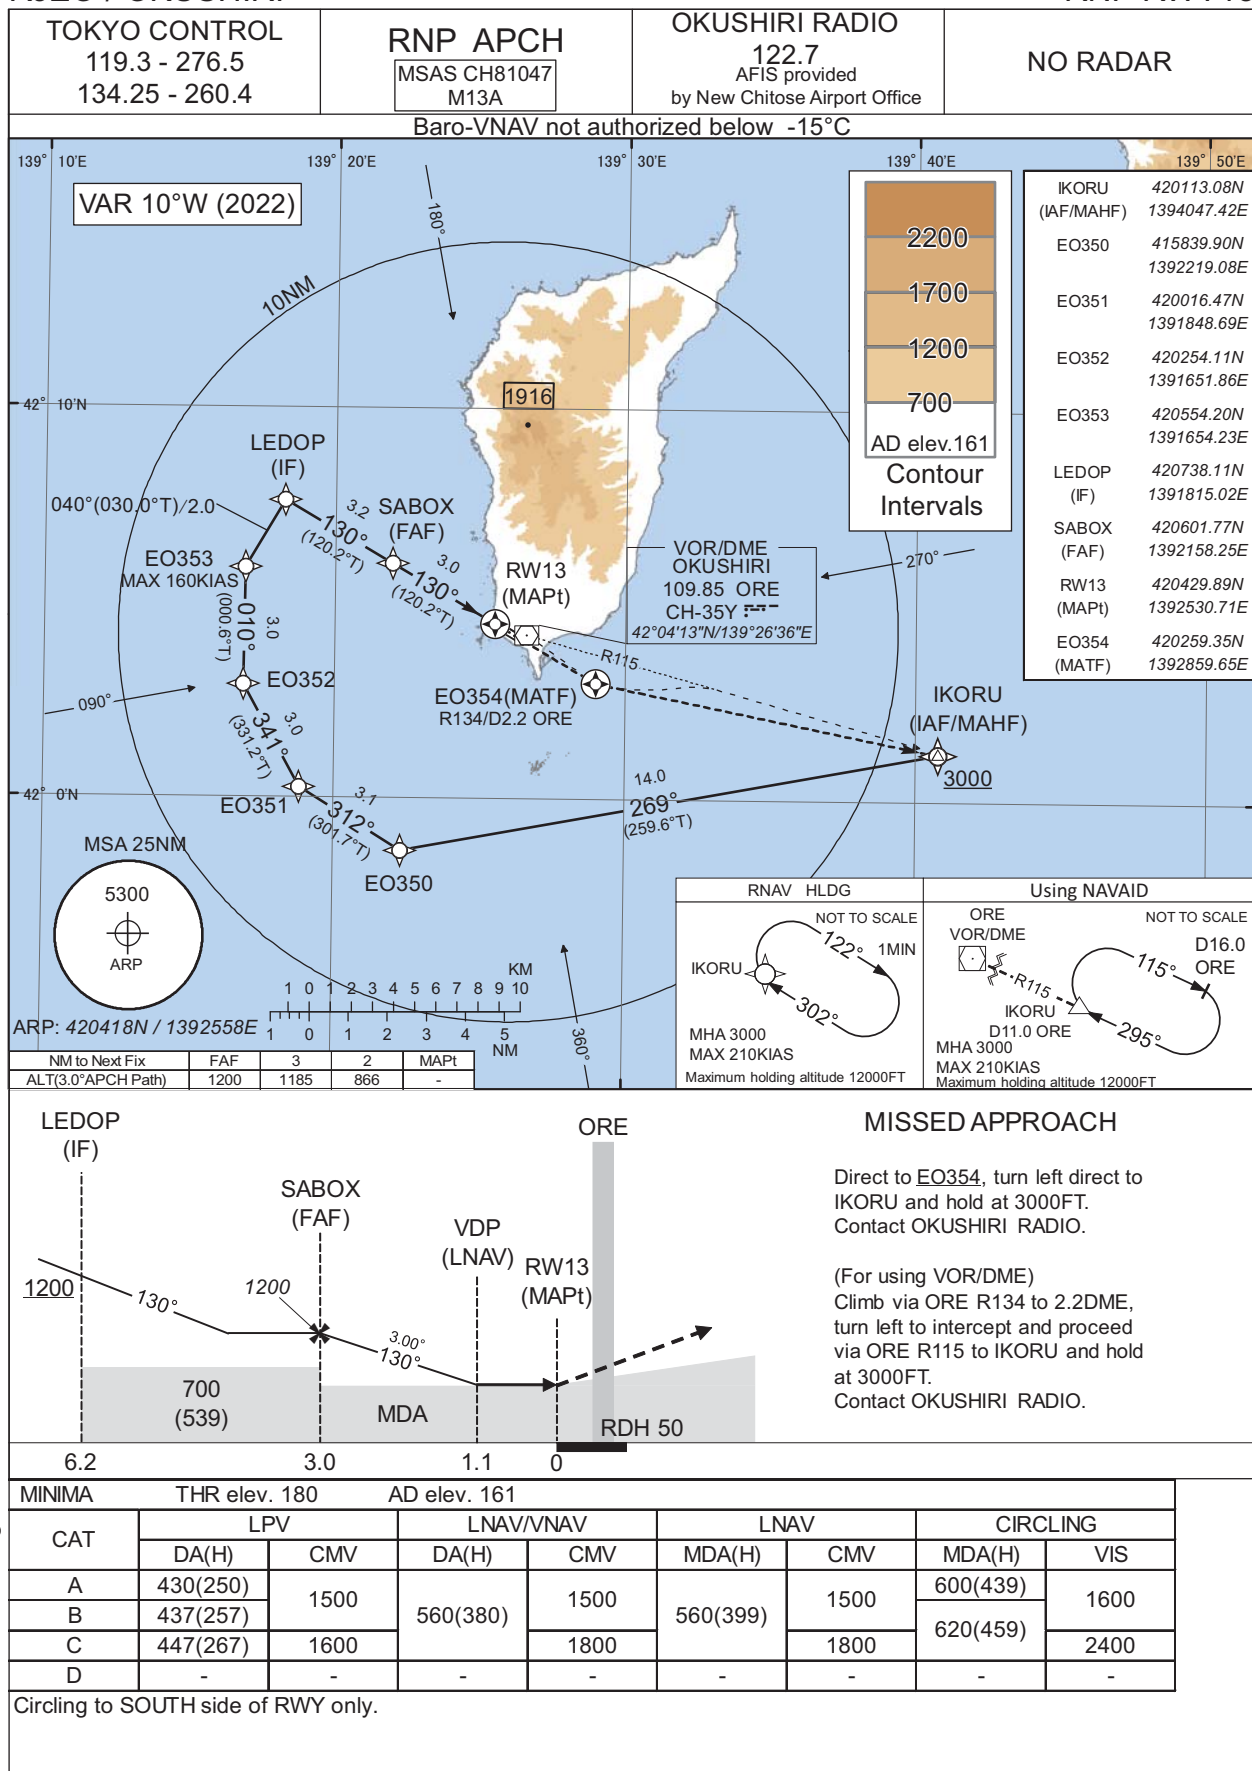 TOKYO CONTROL
119.3 - 276.5
134.25 - 260.4
RNP APCH
MSAS CH81047
M13A
OKUSHIRI RADIO
122.7
AFIS provided
by New Chitose Airport Office
NO RADAR
Baro-VNAV not authorized below -15°C
139° 10'E
139° 20'E
139° 30'E
139° 40'E
139° 50'E
VAR 10°W (2022)
180°
10NM
2200
1700
1200
700
AD elev.161
Contour
Intervals
IKORU 420113.08N
(IAF/MAHF) 1394047.42E
EO350 415839.90N
1392219.08E
EO351 420016.47N
1391848.69E
EO352 420254.11N
1391651.86E
EO353 420554.20N
1391654.23E
LEDOP 420738.11N
(IF) 1391815.02E
SABOX 420601.77N
(FAF) 1392158.25E
RW13 420429.89N
(MAPt) 1392530.71E
EO354 420259.35N
(MATF) 1392859.65E
42° 10'N
1916
LEDOP
(IF)
040°(030.0°T)/2.0
3.2
130°
(120.2°T)
SABOX
(FAF)
EO353
MAX 160KIAS
3.0
130°
(120.2°T)
RW13
(MAPt)
VOR/DME
OKUSHIRI
109.85 ORE
CH-35Y
42°04'13"N/139°26'36"E
270°
3.0
010°
(000.6°T)
R115
EO352
090°
EO354(MATF)
R134/D2.2 ORE
IKORU
(IAF/MAHF)
3000
3.0
341°
(331.2°T)
42° 0'N
EO351
3.1
312°
(301.7°T)
14.0
269°
(259.6°T)
EO350
MSA 25NM
5300
ARP
ARP: 420418N / 1392558E
KM
1 0 1 2 3 4 5 6 7 8 9 10
1 0 1 2 3 4 5
NM
360°
RNAV HLDG
NOT TO SCALE
122° 1MIN
IKORU
302°
MHA 3000
MAX 210KIAS
Maximum holding altitude 12000FT
Using NAVAID
ORE
VOR/DME
NOT TO SCALE
D16.0
ORE
115°
R115
IKORU
D11.0 ORE
295°
MHA 3000
MAX 210KIAS
Maximum holding altitude 12000FT
NM to Next Fix FAF 3 2 MAPt
ALT(3.0°APCH Path) 1200 1185 866 -
LEDOP
(IF)
SABOX
(FAF)
VDP
(LNAV)
RW13
(MAPt)
ORE
1200
130°
1200
3.00°
130°
700
(539)
MDA
RDH 50
6.2 3.0 1.1 0
MISSED APPROACH
Direct to EO354, turn left direct to
IKORU and hold at 3000FT.
Contact OKUSHIRI RADIO.
(For using VOR/DME)
Climb via ORE R134 to 2.2DME,
turn left to intercept and proceed
via ORE R115 to IKORU and hold
at 3000FT.
Contact OKUSHIRI RADIO.
MINIMA THR elev. 180 AD elev. 161
CAT LPV LNAV/VNAV LNAV CIRCLING
DA(H) CMV DA(H) CMV MDA(H) CMV MDA(H) VIS
A 430(250) 1500 560(380) 1500 560(399) 1500 600(439) 1600
B 437(257) 620(459)
C 447(267) 1600 1800 1800 2400
D - - - - - - - -
Circling to SOUTH side of RWY only.